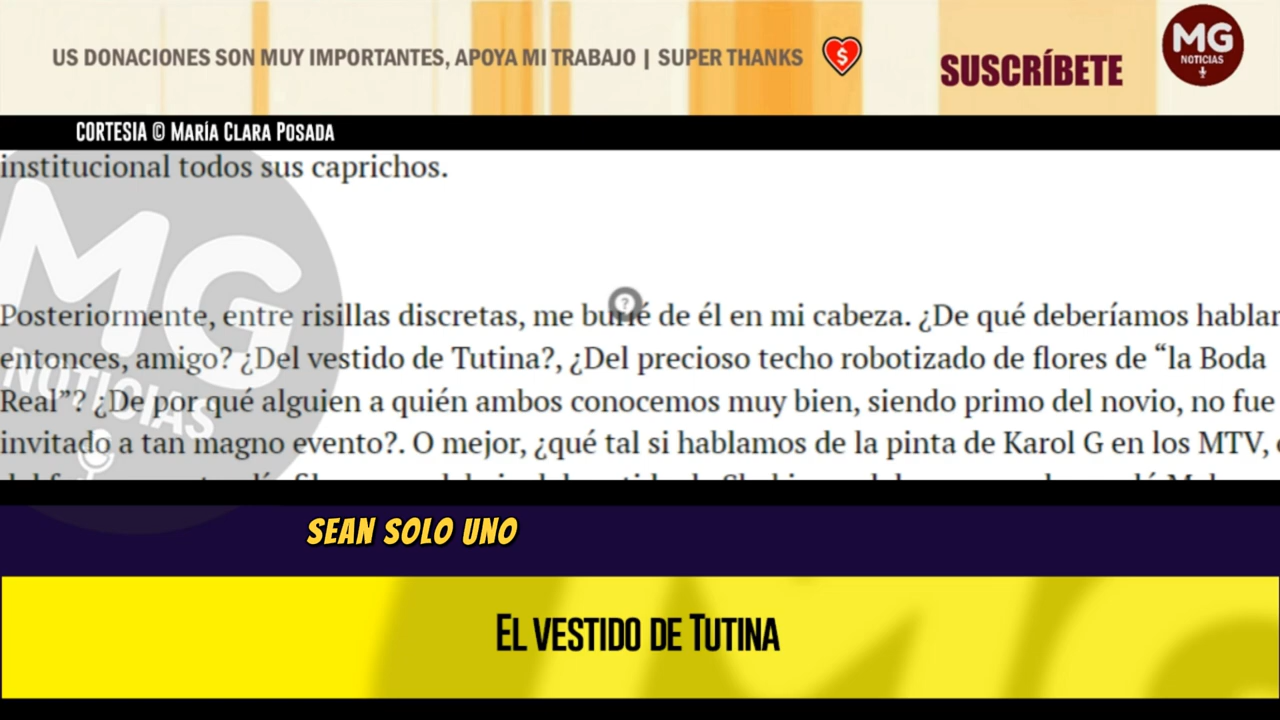 US DONACIONES SON MUY IMPORTANTES, APOYA MI TRABAJO | SUPER THANKS
$
SUSCRÍBETE
MG
NOTICIAS
CORTESIA © MARÍA CLARA POSADA
institucional todos sus caprichos.
MG
NOTICIAS
?
Posteriormente, entre risillas discretas, me burlé de él en mi cabeza. ¿De qué deberíamos hablar
entonces, amigo? ¿Del vestido de Tutina?, ¿Del precioso techo robotizado de flores de “la Boda
Real”? ¿De por qué alguien a quién ambos conocemos muy bien, siendo primo del novio, no fue
invitado a tan magno evento?. O mejor, ¿qué tal si hablamos de la pinta de Karol G en los MTV,
SEAN SOLO UNO
EL VESTIDO DE TUTINA